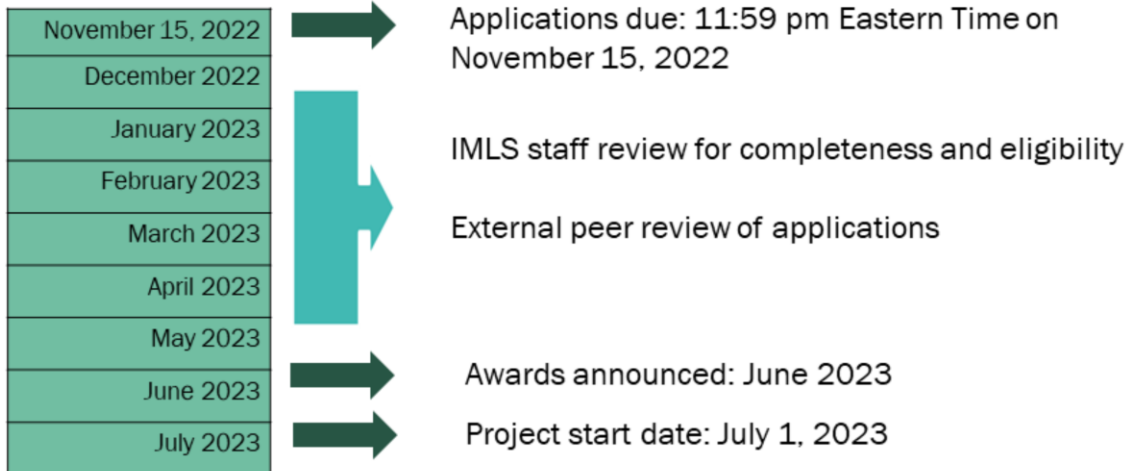 November 15, 2022
Applications due: 11:59 pm Eastern Time on
November 15, 2022
December 2022
January 2023
IMLS staff review for completeness and eligibility
February 2023
March 2023
External peer review of applications
April 2023
May 2023
June 2023
Awards announced: June 2023
July 2023
Project start date: July 1, 2023